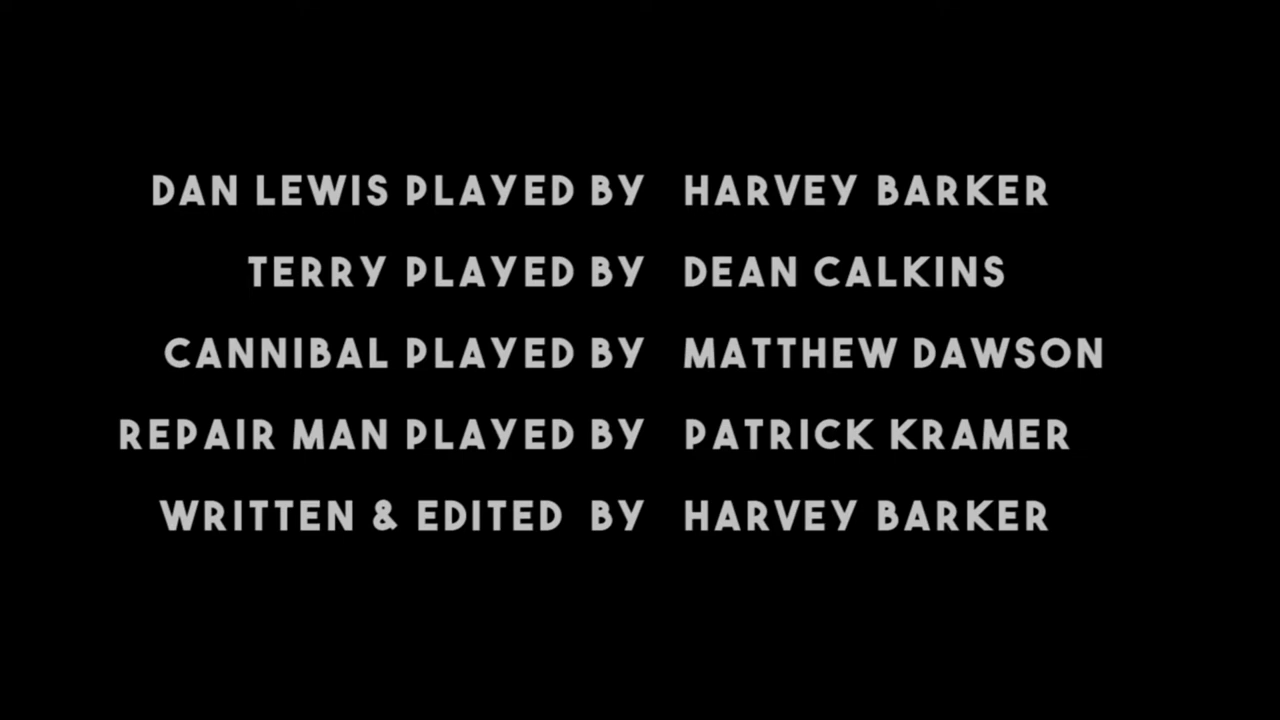 DAN LEWIS PLAYED BY HARVEY BARKER
TERRY PLAYED BY DEAN CALKINS
CANNIBAL PLAYED BY MATTHEW DAWSON
REPAIR MAN PLAYED BY PATRICK KRAMER
WRITTEN & EDITED BY HARVEY BARKER